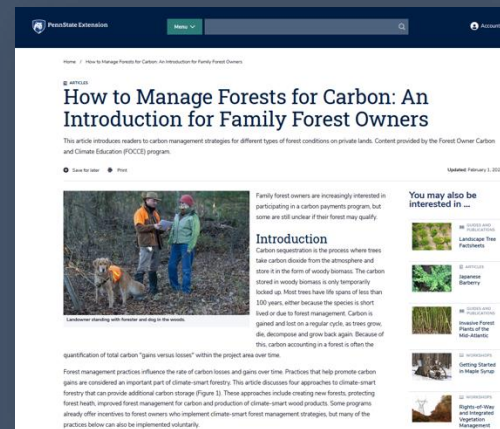 PennState Extension
Menu
Account
Home / How to Manage Forests for Carbon: An Introduction for Family Forest Owners
ARTICLES
How to Manage Forests for Carbon: An
Introduction for Family Forest Owners
This article introduces readers to carbon management strategies for different types of forest conditions on private lands. Content provided by the Forest Owner Carbon
and Climate Education (FOCCE) program.
Save for later Print
Updated: February 1, 202
Family forest owners are increasingly interested in
participating in a carbon payments program, but
some are still unclear if their forest may qualify.
Introduction
Carbon sequestration is the process where trees
take carbon dioxide from the atmosphere and
store it in the form of woody biomass. The carbon
stored in woody biomass is only temporarily
locked up. Most trees have life spans of less than
100 years, either because the species is short
lived or due to forest management. Carbon is
gained and lost on a regular cycle, as trees grow,
die, decompose and grow back again. Because of
this, carbon accounting in a forest is often the
Landowner standing with forester and dog in the woods.
quantification of total carbon "gains versus losses" within the project area over time.
Forest management practices influence the rate of carbon losses and gains over time. Practices that help promote carbon
gains are considered an important part of climate-smart forestry. This article discusses four approaches to climate-smart
forestry that can provide additional carbon storage (Figure 1). These approaches include creating new forests, protecting
forest heath, improved forest management for carbon and production of climate-smart wood products. Some programs
already offer incentives to forest owners who implement climate-smart forest management strategies, but many of the
practices below can also be implemented voluntarily.
You may also be
interested in ...
GUIDES AND
PUBLICATIONS
Landscape Tree
Factsheets
ARTICLES
Japanese
Barberry
GUIDES AND
PUBLICATIONS
Invasive Forest
Plants of the
Mid-Atlantic
WORKSHOPS
Getting Started
in Maple Syrup
WORKSHOPS
Rights-of-Way
and Integrated
Vegetation
Management